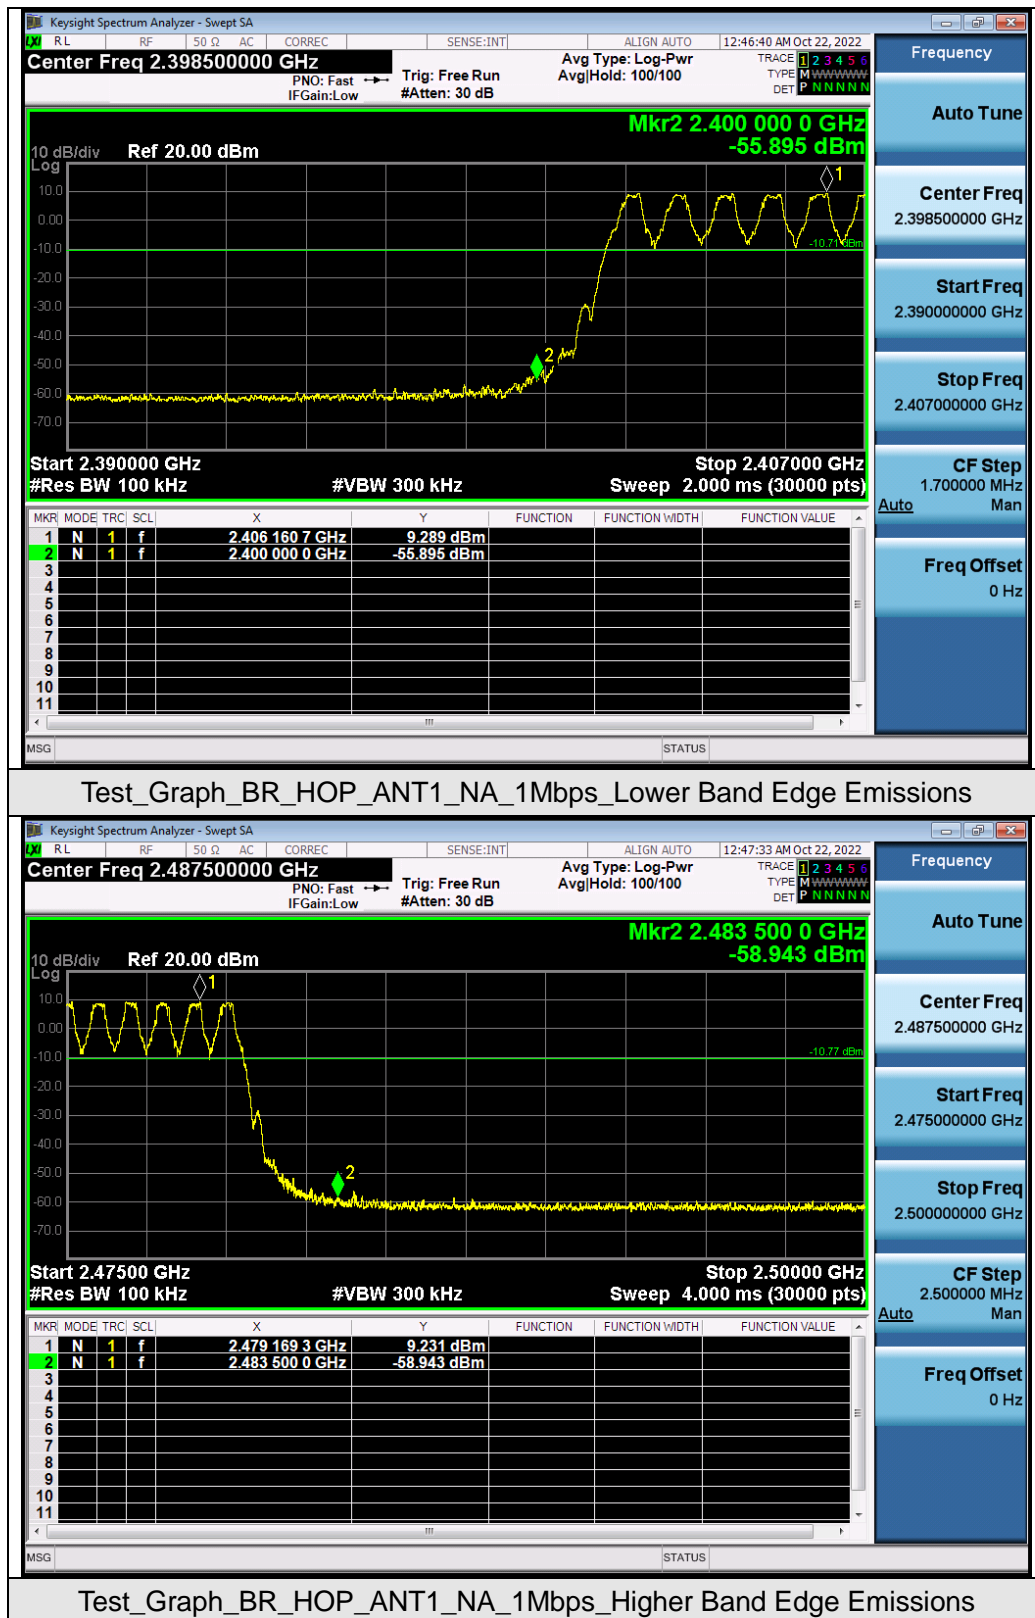 Keysight Spectrum Analyzer - Swept SA
LXI RL RF 50 Ω AC CORREC SENSE:INT ALIGN AUTO 12:46:40 AM Oct 22, 2022
Center Freq 2.398500000 GHz
PNO: Fast
IFGain:Low
Trig: Free Run
#Atten: 30 dB
Avg Type: Log-Pwr
Avg|Hold: 100/100
TRACE 1 2 3 4 5 6
TYPE M WWWWW
DET P N N N N N
Mkr2 2.400 000 0 GHz
-55.895 dBm
10 dB/div Ref 20.00 dBm
Log
10.0
0.00
-10.0
-20.0
-30.0
-40.0
-50.0
-60.0
-70.0
1
-10.71 dBm
2
Start 2.390000 GHz Stop 2.407000 GHz
#Res BW 100 kHz #VBW 300 kHz Sweep 2.000 ms (30000 pts)
MKR MODE TRC SCL X Y FUNCTION FUNCTION WIDTH FUNCTION VALUE
1 N 1 f 2.406 160 7 GHz 9.289 dBm
2 N 1 f 2.400 000 0 GHz -55.895 dBm
3
4
5
6
7
8
9
10
11
MSG STATUS
Frequency
Auto Tune
Center Freq
2.398500000 GHz
Start Freq
2.390000000 GHz
Stop Freq
2.407000000 GHz
CF Step
1.700000 MHz
Auto Man
Freq Offset
0 Hz
Test_Graph_BR_HOP_ANT1_NA_1Mbps_Lower Band Edge Emissions
Keysight Spectrum Analyzer - Swept SA
LXI RL RF 50 Ω AC CORREC SENSE:INT ALIGN AUTO 12:47:33 AM Oct 22, 2022
Center Freq 2.487500000 GHz
PNO: Fast
IFGain:Low
Trig: Free Run
#Atten: 30 dB
Avg Type: Log-Pwr
Avg|Hold: 100/100
TRACE 1 2 3 4 5 6
TYPE M WWWWW
DET P N N N N N
Mkr2 2.483 500 0 GHz
-58.943 dBm
10 dB/div Ref 20.00 dBm
Log
10.0
0.00
-10.0
-20.0
-30.0
-40.0
-50.0
-60.0
-70.0
1
-10.77 dBm
2
Start 2.47500 GHz Stop 2.50000 GHz
#Res BW 100 kHz #VBW 300 kHz Sweep 4.000 ms (30000 pts)
MKR MODE TRC SCL X Y FUNCTION FUNCTION WIDTH FUNCTION VALUE
1 N 1 f 2.479 169 3 GHz 9.231 dBm
2 N 1 f 2.483 500 0 GHz -58.943 dBm
3
4
5
6
7
8
9
10
11
MSG STATUS
Frequency
Auto Tune
Center Freq
2.487500000 GHz
Start Freq
2.475000000 GHz
Stop Freq
2.500000000 GHz
CF Step
2.500000 MHz
Auto Man
Freq Offset
0 Hz
Test_Graph_BR_HOP_ANT1_NA_1Mbps_Higher Band Edge Emissions